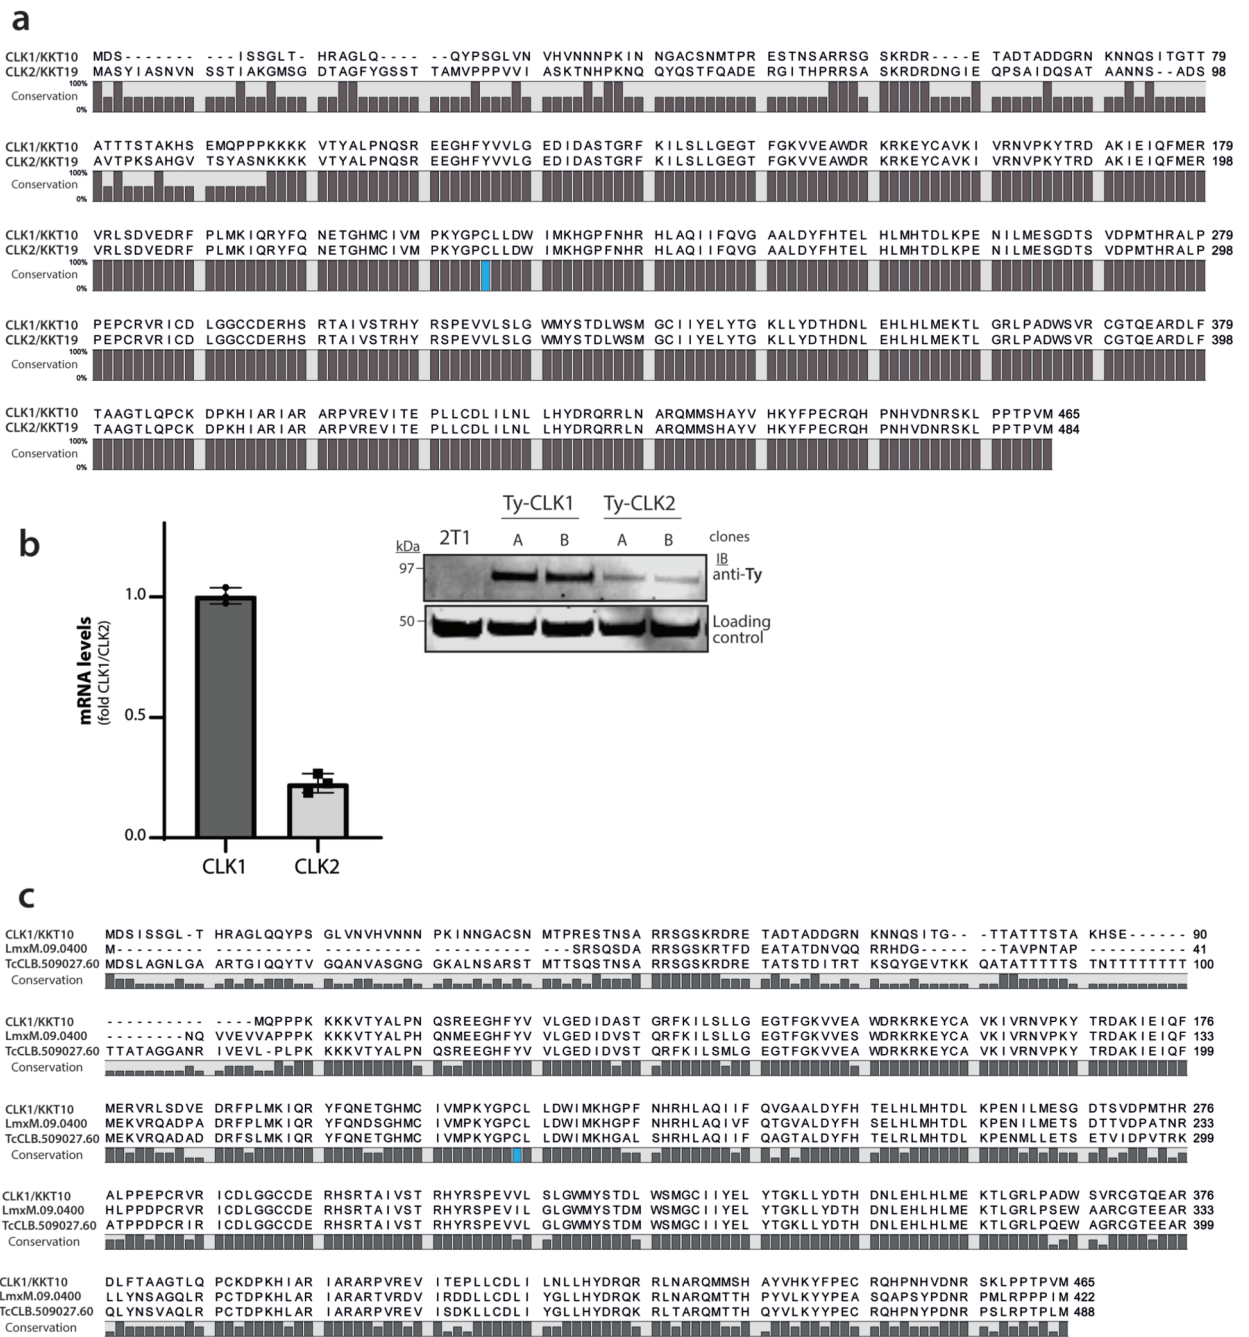 a
CLK1/KKT10 MDS------- ---ISSGLT- HRAGLQ---- --QYPSGLVN VHVNNNPKIN NGACSNMTPR ESTNSARRSG SKRDR----E TADTADDGRN KNNQSITGTT 79
CLK2/KKT19 MASYIASNVN SSTIAKGMSG DTAGFYGSST TAMVPPPVVI ASKTNHPKNQ QYQSTFQADE RGITHPRRSA SKRDRDNGIE QPSAIDQSAT AANNS--ADS 98
100%
Conservation
0%
CLK1/KKT10 ATTTSTAKHS EMQPPPKKKK VTYALPNQSR EEGHFYVVLG EDIDASTGRF KILSLLGEGT FGKVVEAWDR KRKEYCAVKI VRNVPKYTRD AKIEIQFMER 179
CLK2/KKT19 AVTPKSAHGV TSYASNKKKK VTYALPNQSR EEGHFYVVLG EDIDASTGRF KILSLLGEGT FGKVVEAWDR KRKEYCAVKI VRNVPKYTRD AKIEIQFMER 198
100%
Conservation
0%
CLK1/KKT10 VRLSDVEDRF PLMKIQRYFQ NETGHMCIVM PKYGPCLLDW IMKHGPFNHR HLAQIIFQVG AALDYFHTEL HLMHTDLKPE NILMESGDTS VDPMTHRALP 279
CLK2/KKT19 VRLSDVEDRF PLMKIQRYFQ NETGHMCIVM PKYGPCLLDW IMKHGPFNHR HLAQIIFQVG AALDYFHTEL HLMHTDLKPE NILMESGDTS VDPMTHRALP 298
100%
Conservation
0%
CLK1/KKT10 PEPCRVRICD LGGCCDERHS RTAIVSTRHY RSPEVVLSLG WMYSTDLWSM GCIIYELYTG KLLYDTHDNL EHLHLMEKTL GRLPADWSVR CGTQEARDLF 379
CLK2/KKT19 PEPCRVRICD LGGCCDERHS RTAIVSTRHY RSPEVVLSLG WMYSTDLWSM GCIIYELYTG KLLYDTHDNL EHLHLMEKTL GRLPADWSVR CGTQEARDLF 398
100%
Conservation
0%
CLK1/KKT10 TAAGTLQPCK DPKHIARIAR ARPVREVITE PLLCDLILNL LHYDRQRRLN ARQMMSHAYV HKYFPECRQH PNHVDNRSKL PPTPVM 465
CLK2/KKT19 TAAGTLQPCK DPKHIARIAR ARPVREVITE PLLCDLILNL LHYDRQRRLN ARQMMSHAYV HKYFPECRQH PNHVDNRSKL PPTPVM 484
100%
Conservation
0%
b
mRNA levels
(fold CLK1/CLK2)
1.0
0.5
0.0
CLK1 CLK2
Ty-CLK1 Ty-CLK2
2T1 A B A B clones
kDa
97
IB
anti-Ty
50
Loading
control
c
CLK1/KKT10 MDSISSGL-T HRAGLQQYPS GLVNVHVNNN PKINNGACSN MTPRESTNSA RRSGSKRDRE TADTADDGRN KNNQSITG-- TTATTTSTA KHSE------ 90
LmxM.09.0400 M--------- ---------- ---------- ---------- ---SRSQSDA RRSGSKRTFD EATATDNVQQ RRHDG----- --TAVPNTAP ---------- 41
TcCLB.509027.60 MDSLAGNLGA ARTGIQQYTV GQANVASGNG GKALNSARST MTTSQSTNSA RRSGSKRDRE TATSTDITRT KSQYGEVTKK QATATTTTTS TNTTTTTTTT 100
Conservation
CLK1/KKT10 ---------- ----MQPPPK KKKVTYALPN QSREEGHFYV VLGEDIDAST GRFKILSLLG EGTFGKVVEA WDRKRKEYCA VKIVRNVPKY TRDAKIEIQF 176
LmxM.09.0400 --------NQ VVEVVAPPPK KKKVTYALPH QNMEEGHFYV VLGEDIDVST QRFKILSLLG EGTFGKVVES WDRKRKEYCA VKIVRNVPKY TRDAKIEIQF 133
TcCLB.509027.60 TTATAGGANR IVEVL-PLPK KKKVTYALPN QSREEGHFYV VLGEDIDVST QRFKILSMLG EGTFGKVVEA WDRKRKEYCA VKIVRNVPKY TRDAKIEIQF 199
Conservation
CLK1/KKT10 MERVRLSDVE DRFPLMKIQR YFQNETGHMC IVMPKYGPCL LDWIMKHGPF NHRHLAQIIF QVGAALDYFH TELHLMHTDL KPENILMESG DTSVDPMTHR 276
LmxM.09.0400 MEKVRQADPA DRFPLMKIQR YFQNDSGHMC IVMPKYGPCL LDWIMKHGPF NHRHLAQIVF QTGVALDYFH SELHLMHTDL KPENILMETS DTTVDPATNR 233
TcCLB.509027.60 MEKVRQADAD DRFSLMKIQR YFQNETGHMC IVMPKYGPCL LDWIMKHGAL SHRHLAQIIF QAGTALDYFH TELRLMHTDL KPENMLLETS ETVIDPVTRK 299
Conservation
CLK1/KKT10 ALPPEPCRVR ICDLGGCCDE RHSRTAIVST RHYRSPEVVL SLGWMYSTDL WSMGCIIYEL YTGKLLYDTH DNLEHLHLME KTLGRLPADW SVRCGTQEAR 376
LmxM.09.0400 HLPPDPCRVR ICDLGGCCDE RHSRTAIVST RHYRSPEVIL GLGWMYSTDM WSMGCIIYEL YTGKLLYDTH DNLEHLHLME KTLGRLPSEW AARCGTEEAR 333
TcCLB.509027.60 ATPPDPCRIR ICDLGGCCDE RHSRTAIVST RHYRSPEVVL GLGWMYSTDM WSMGCIIYEL YTGKLLYDTH DNLEHLHLME KTLGRLPQEW AGRCGTEEAR 399
Conservation
CLK1/KKT10 DLFTAAGTLQ PCKDPKHIAR IARARPVREV ITEPLLCDLI LNLLHYDRQR RLNARQMMSH AYVHKYFPEC RQHPNHVDNR SKLPPTPVM 465
LmxM.09.0400 LLYNSAGQLR PCTDPKHLAR IARARTVRDV IRDDLLCDLI YGLLHYDRQK RLNARQMTTH PYVLKYYPEA SQAPSYPDNR PMLRPPPIM 422
TcCLB.509027.60 QLYNSVAQLR PCTDPKHLAR IARARPVREV ISDKLLCDLI YGLLHYDRQK RLTARQMTTH QYVLKYYPEC RQHPNYPDNR PSLRPTPLM 488
Conservation